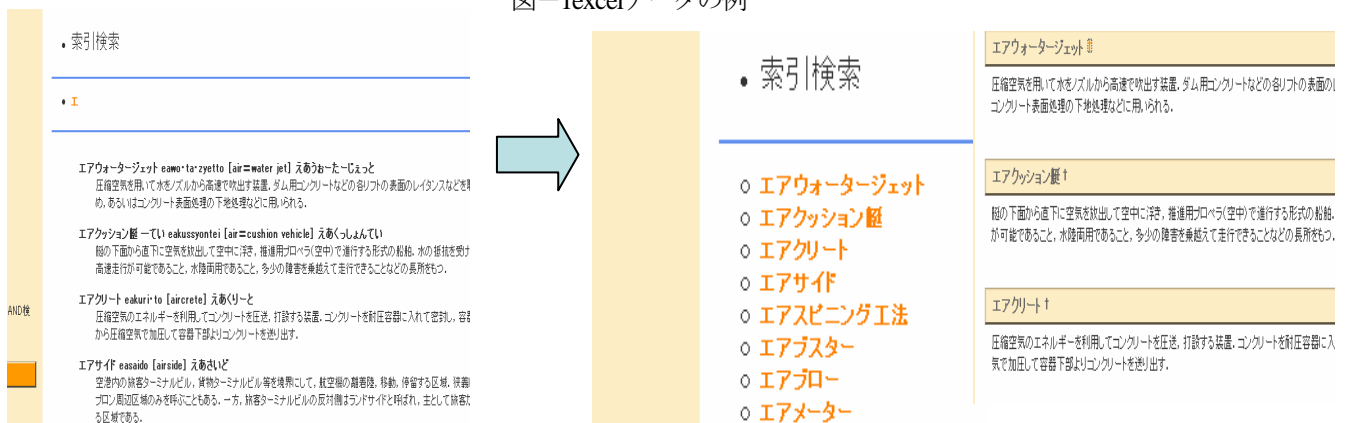 図－1excelデータの例
・索引検索
・エ
エアウォータージェット eawo・ta・zyetto [air＝water jet] えあうぉーたーじぇっと
圧縮空気を用いて水をノズルから高速で吹出す装置．ダム用コンクリートなどの各リフトの表面のレイタンスなどを
め，あるいはコンクリート表面処理の下地処理などに用いられる．
エアクッション艇 ―てい eakussyontei [air＝cushion vehicle] えあくっしょんてい
艇の下面から直下に空気を放出して空中に浮き，推進用プロペラ(空中)で進行する形式の船舶．水の抵抗を受け
高速走行が可能であること，水陸両用であること，多少の障害を乗越えて走行できることなどの長所をもつ．
エアクリート eakuri・to [aircrete] えあくりーと
圧縮空気のエネルギーを利用してコンクリートを圧送，打設する装置．コンクリートを耐圧容器に入れて密封し，容器
から圧縮空気で加圧して容器下部よりコンクリートを送り出す．
AND検
エアサイド easaido [airside] えあさいど
空港内の旅客ターミナルビル，貨物ターミナルビル等を境界にして，航空機の離着陸，移動，停留する区域．狭義
プロン周辺区域のみを呼ぶこともある．一方，旅客ターミナルビルの反対側はランドサイドと呼ばれ，主として旅客
る区域である．
・索引検索
○ エアウォータージェット
○ エアクッション艇
○ エアクリート
○ エアサイド
○ エアスピニング工法
○ エアブスター
○ エアブロー
○ エアメーター
エアウォータージェット
圧縮空気を用いて水をノズルから高速で吹出す装置．ダム用コンクリートなどの各リフトの表面の
コンクリート表面処理の下地処理などに用いられる．
エアクッション艇†
艇の下面から直下に空気を放出して空中に浮き，推進用プロペラ(空中)で進行する形式の船舶．
が可能であること，水陸両用であること，多少の障害を乗越えて走行できることなどの長所をもつ．
エアクリート†
圧縮空気のエネルギーを利用してコンクリートを圧送，打設する装置．コンクリートを耐圧容器に入
気で加圧して容器下部よりコンクリートを送り出す．